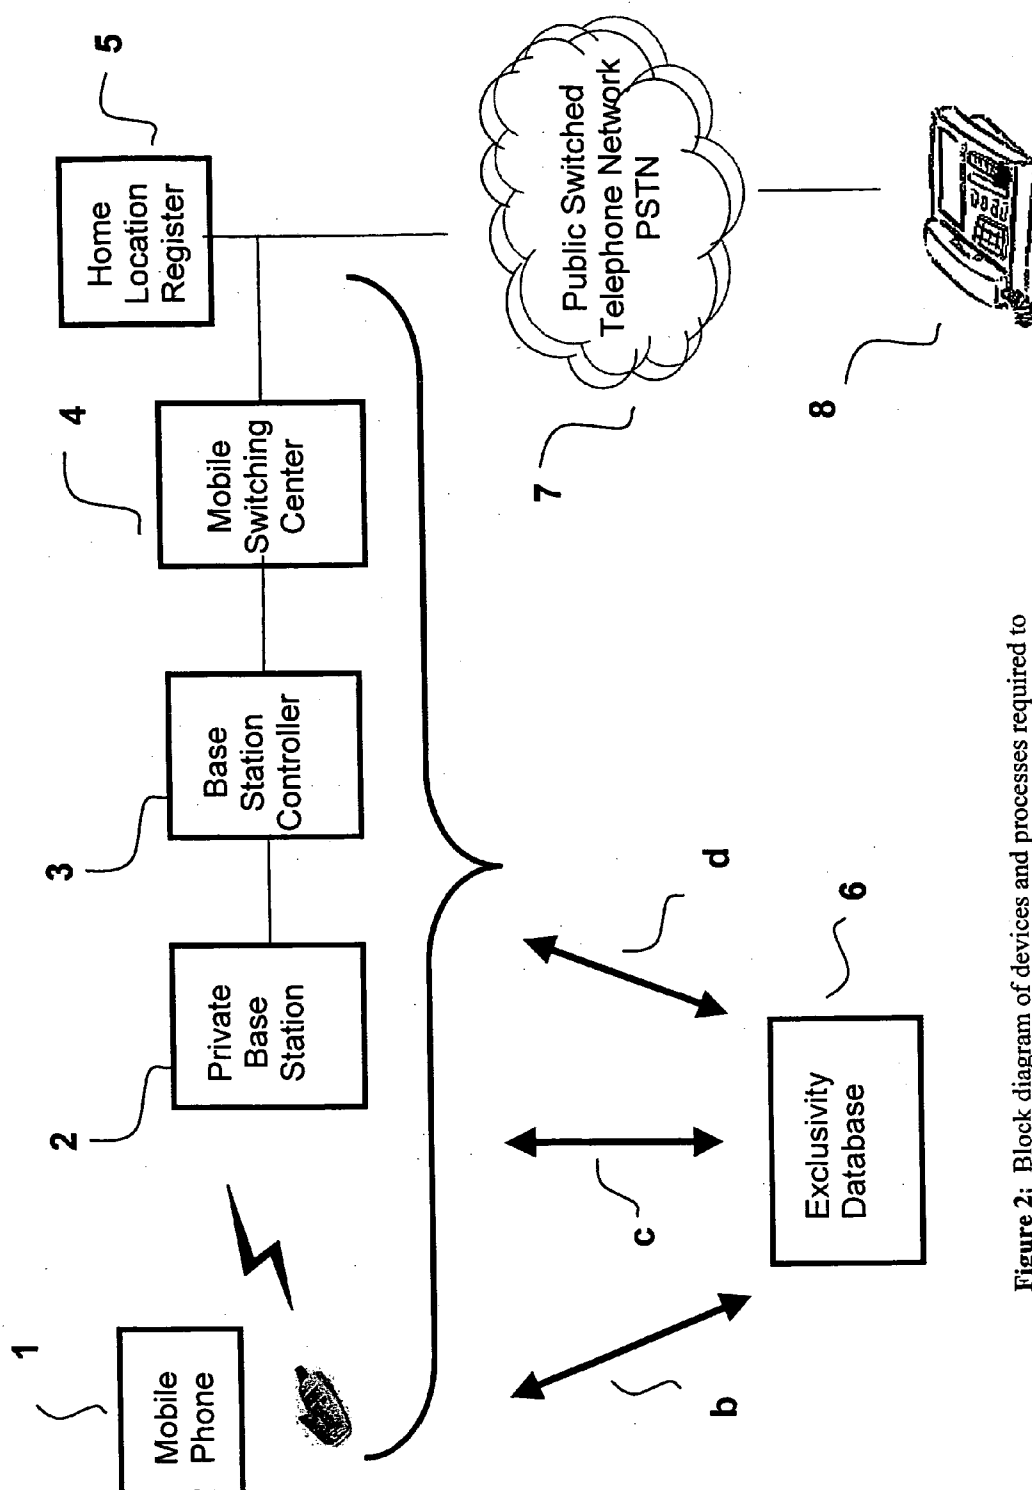 1
Mobile
Phone
2
Private
Base
Station
3
Base
Station
Controller
4
Mobile
Switching
Center
5
Home
Location
Register
b
c
d
6
Exclusivity
Database
7
Public Switched
Telephone Network
PSTN
8
Figure 2: Block diagram of devices and processes required to